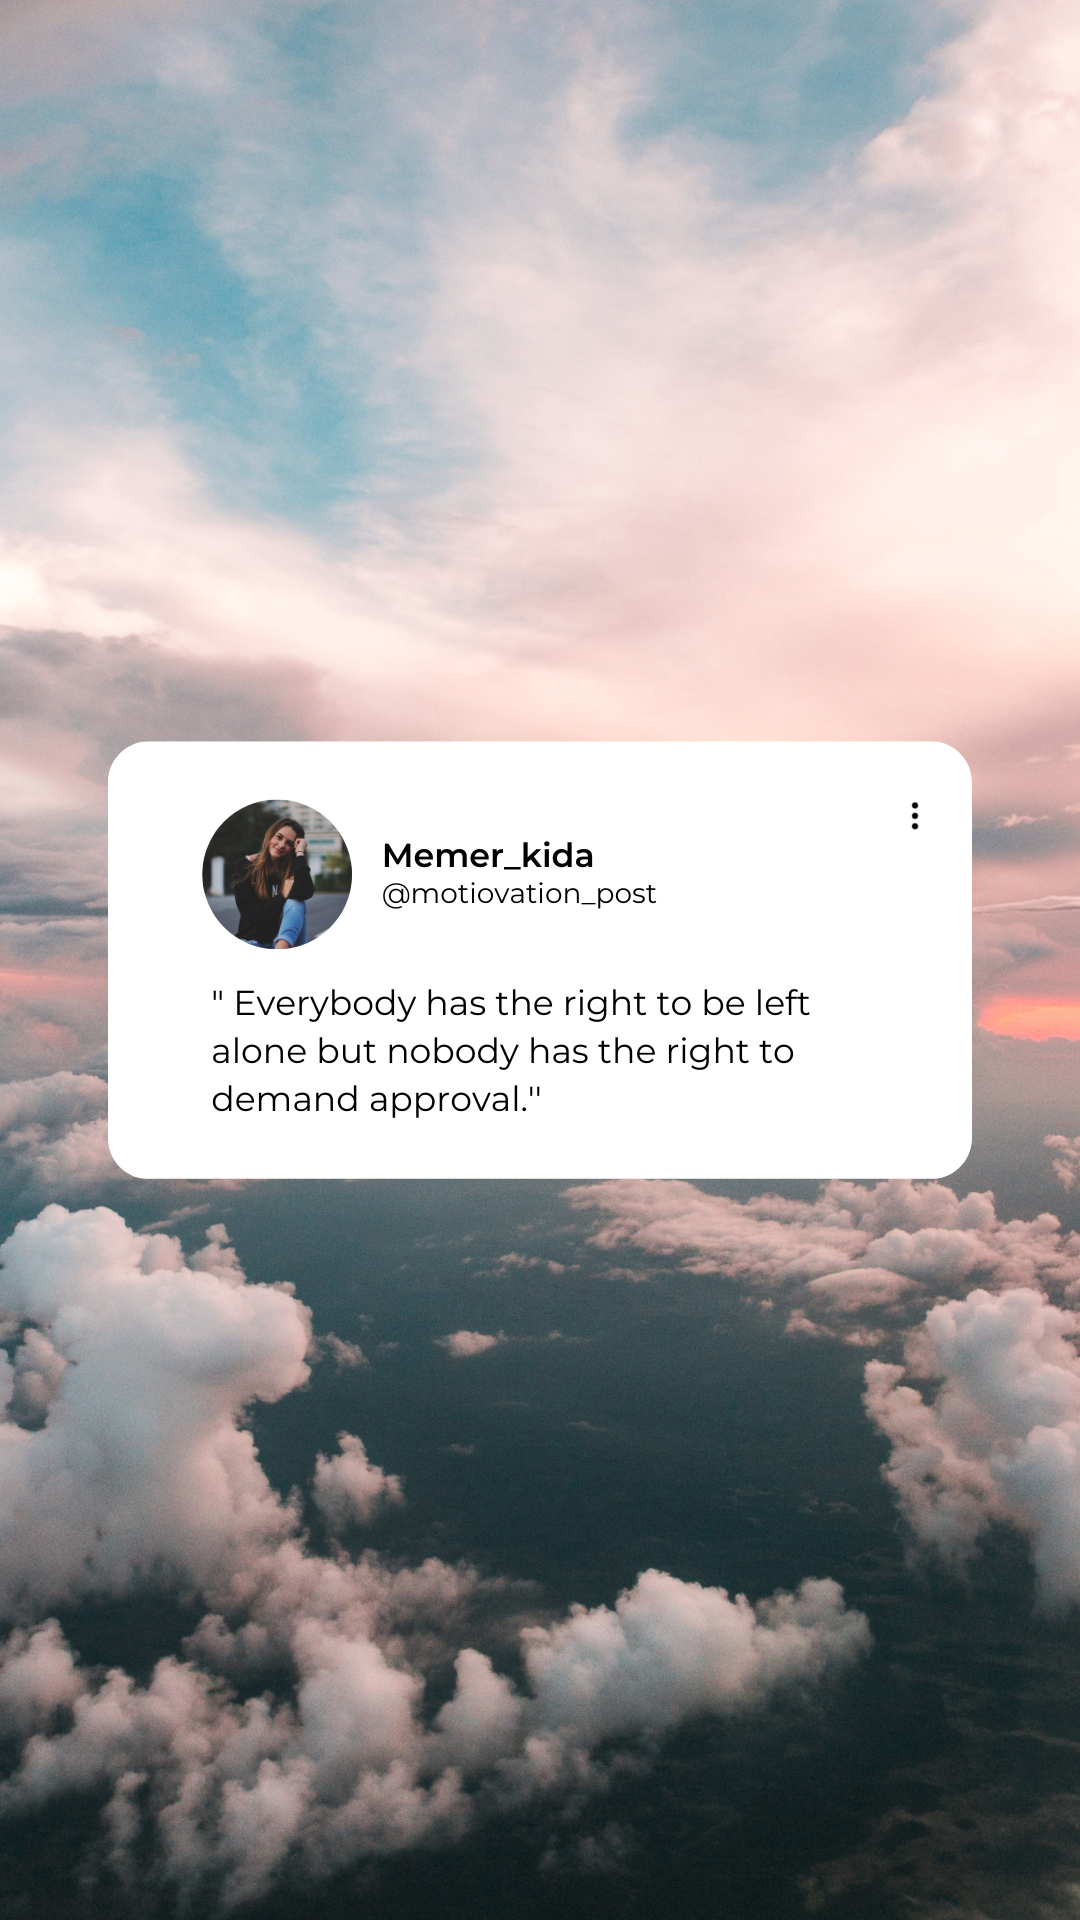 Memer_kida
@motiovation_post
" Everybody has the right to be left
alone but nobody has the right to
demand approval."